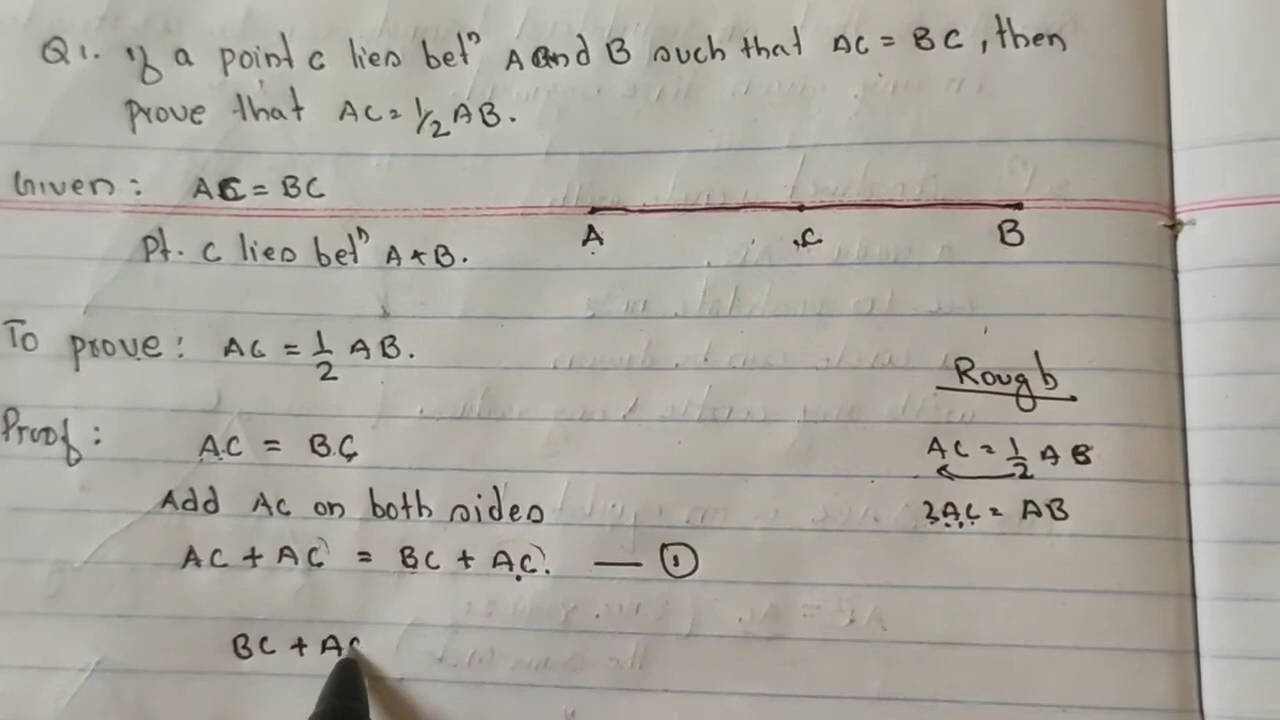 Q1. If a point C lies betⁿ A and B such that AC = BC, then
prove that AC = 1/2 AB.
Given: AC = BC
A C B
Pt. C lies betⁿ A & B.
To prove: AC = 1/2 AB.
Rough
Proof: AC = BC
AC = 1/2 AB
Add AC on both sides
2AC = AB
AC + AC = BC + AC. — ①
BC + AC